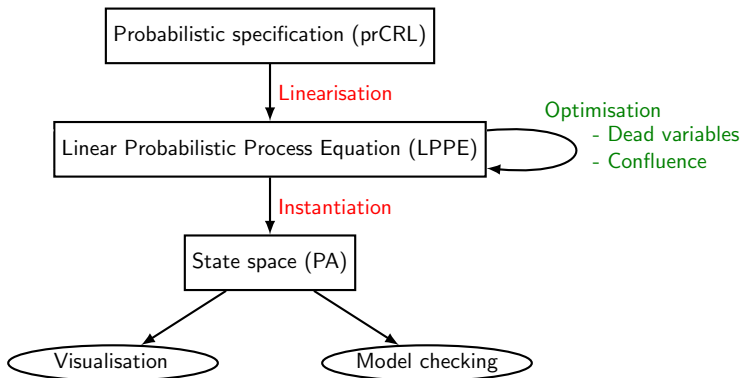 Probabilistic specification (prCRL)
Linearisation
Optimisation
- Dead variables
- Confluence
Linear Probabilistic Process Equation (LPPE)
Instantiation
State space (PA)
Visualisation
Model checking